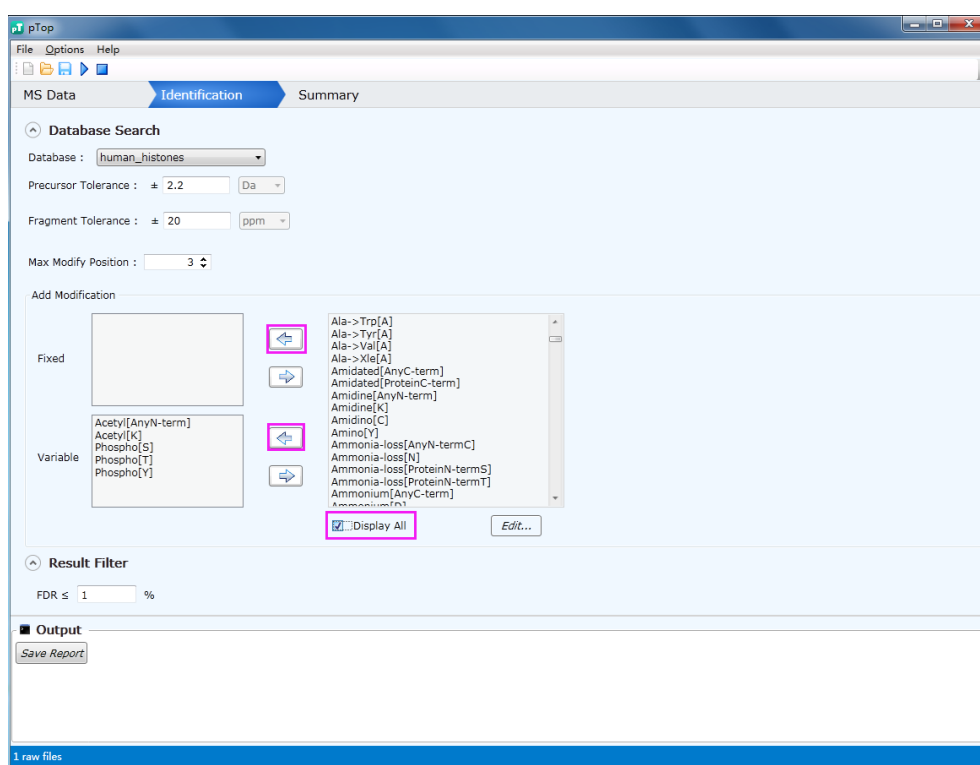 pT pTop
File Options Help
MS Data Identification Summary
Database Search
Database : human_histones
Precursor Tolerance : ± 2.2 Da
Fragment Tolerance : ± 20 ppm
Max Modify Position : 3
Add Modification
Fixed
Variable
Acetyl[AnyN-term]
Acetyl[K]
Phospho[S]
Phospho[T]
Phospho[Y]
Ala->Trp[A]
Ala->Tyr[A]
Ala->Val[A]
Ala->Xle[A]
Amidated[AnyC-term]
Amidated[ProteinC-term]
Amidine[AnyN-term]
Amidine[K]
Amidino[C]
Amino[Y]
Ammonia-loss[AnyN-termC]
Ammonia-loss[N]
Ammonia-loss[ProteinN-termS]
Ammonia-loss[ProteinN-termT]
Ammonium[AnyC-term]
Ammonium[D]
Display All Edit...
Result Filter
FDR ≤ 1 %
Output
Save Report
1 raw files